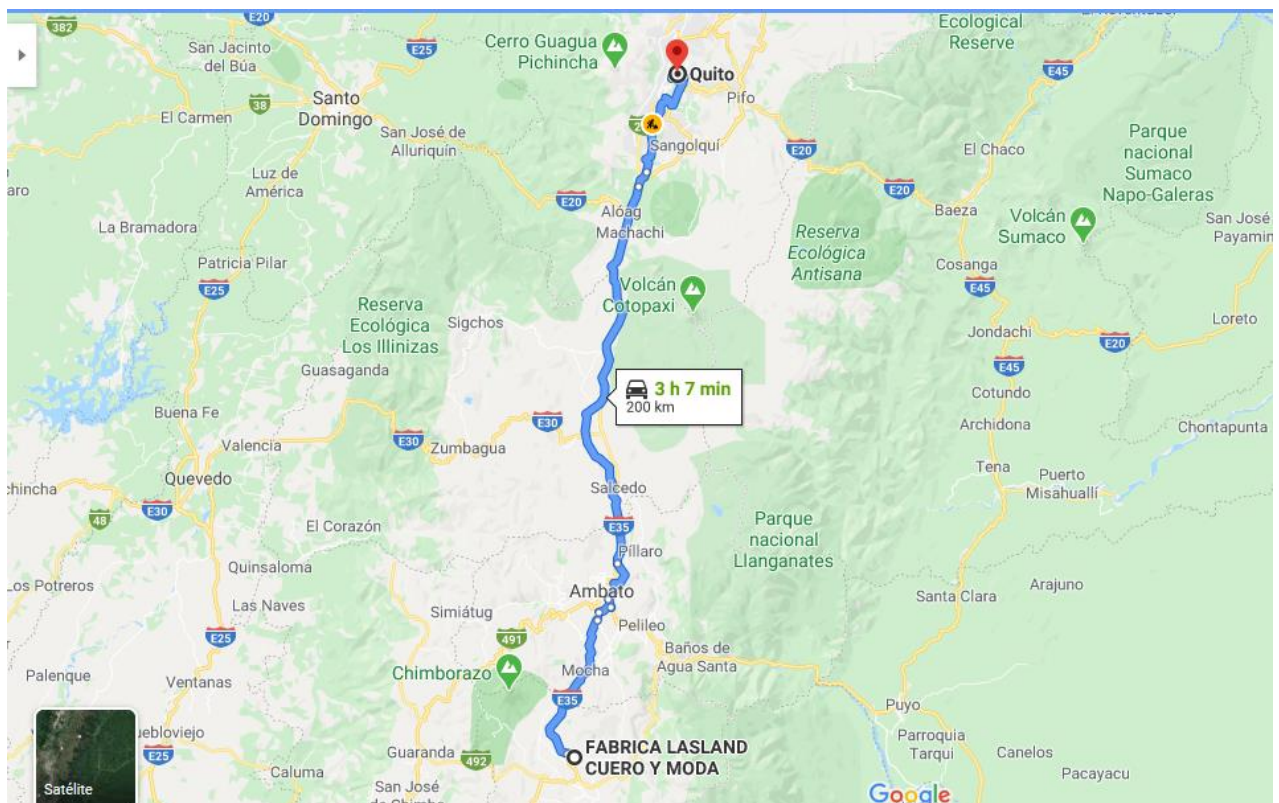 382
E20
E25
San Jacinto
del Búa
Cerro Guagua
Pichincha
Quito
Ecological
Reserve
E45
Santo
Domingo
38
El Carmen
San José de
Alluriquín
Pifo
Sangolquí
E20
El Chaco
Parque
nacional
Sumaco
Napo-Galeras
Luz de
América
aro
La Bramadora
E20
Alóag
Machachi
Reserva
Ecológica
Antisana
E20
Baeza
Volcán
Sumaco
San José
Payamin
Patricia Pilar
E25
Cosanga
E45
Volcán
Cotopaxi
Reserva
Ecológica
Los Illinizas
Sigchos
Jondachi
E20
Loreto
Guasaganda
E45
3 h 7 min
200 km
Cotundo
Buena Fe
Valencia
E30
Zumbagua
E30
Archidona
Chontapunta
Quevedo
Tena
Puerto
Misahuallí
chincha
E30
48
Salcedo
El Corazón
E35
Parque
nacional
Llanganates
Píllaro
Quinsaloma
Los Potreros
Las Naves
Ambato
Simiátug
Arajuno
Santa Clara
E25
491
Pelileo
Baños de
Agua Santa
Chimborazo
Mocha
Palenque
Ventanas
E35
Puyo
uebloviejo
E25
Guaranda
492
FABRICA LASLAND
CUERO Y MODA
Parroquia
Tarqui
Canelos
Caluma
San José
Pacayacu
Satélite
Google